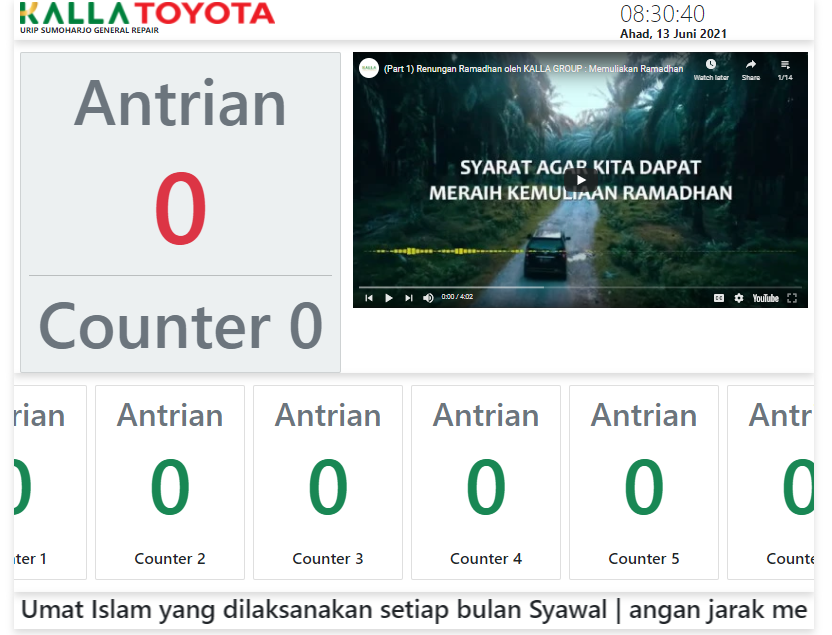 KALLA TOYOTA
URIP SUMOHARJO GENERAL REPAIR
08:30:40
Ahad, 13 Juni 2021
Antrian
0
Counter 0
KALLA
(Part 1) Renungan Ramadhan oleh KALLA GROUP : Memuliakan Ramadhan
Watch later
Share
1/14
SYARAT AGAR KITA DAPAT
MERAIH KEMULIAAN RAMADHAN
0:00 / 4:02
CC
YouTube
rian
0
ter 1
Antrian
0
Counter 2
Antrian
0
Counter 3
Antrian
0
Counter 4
Antrian
0
Counter 5
Antr
0
Counte
Umat Islam yang dilaksanakan setiap bulan Syawal | angan jarak me